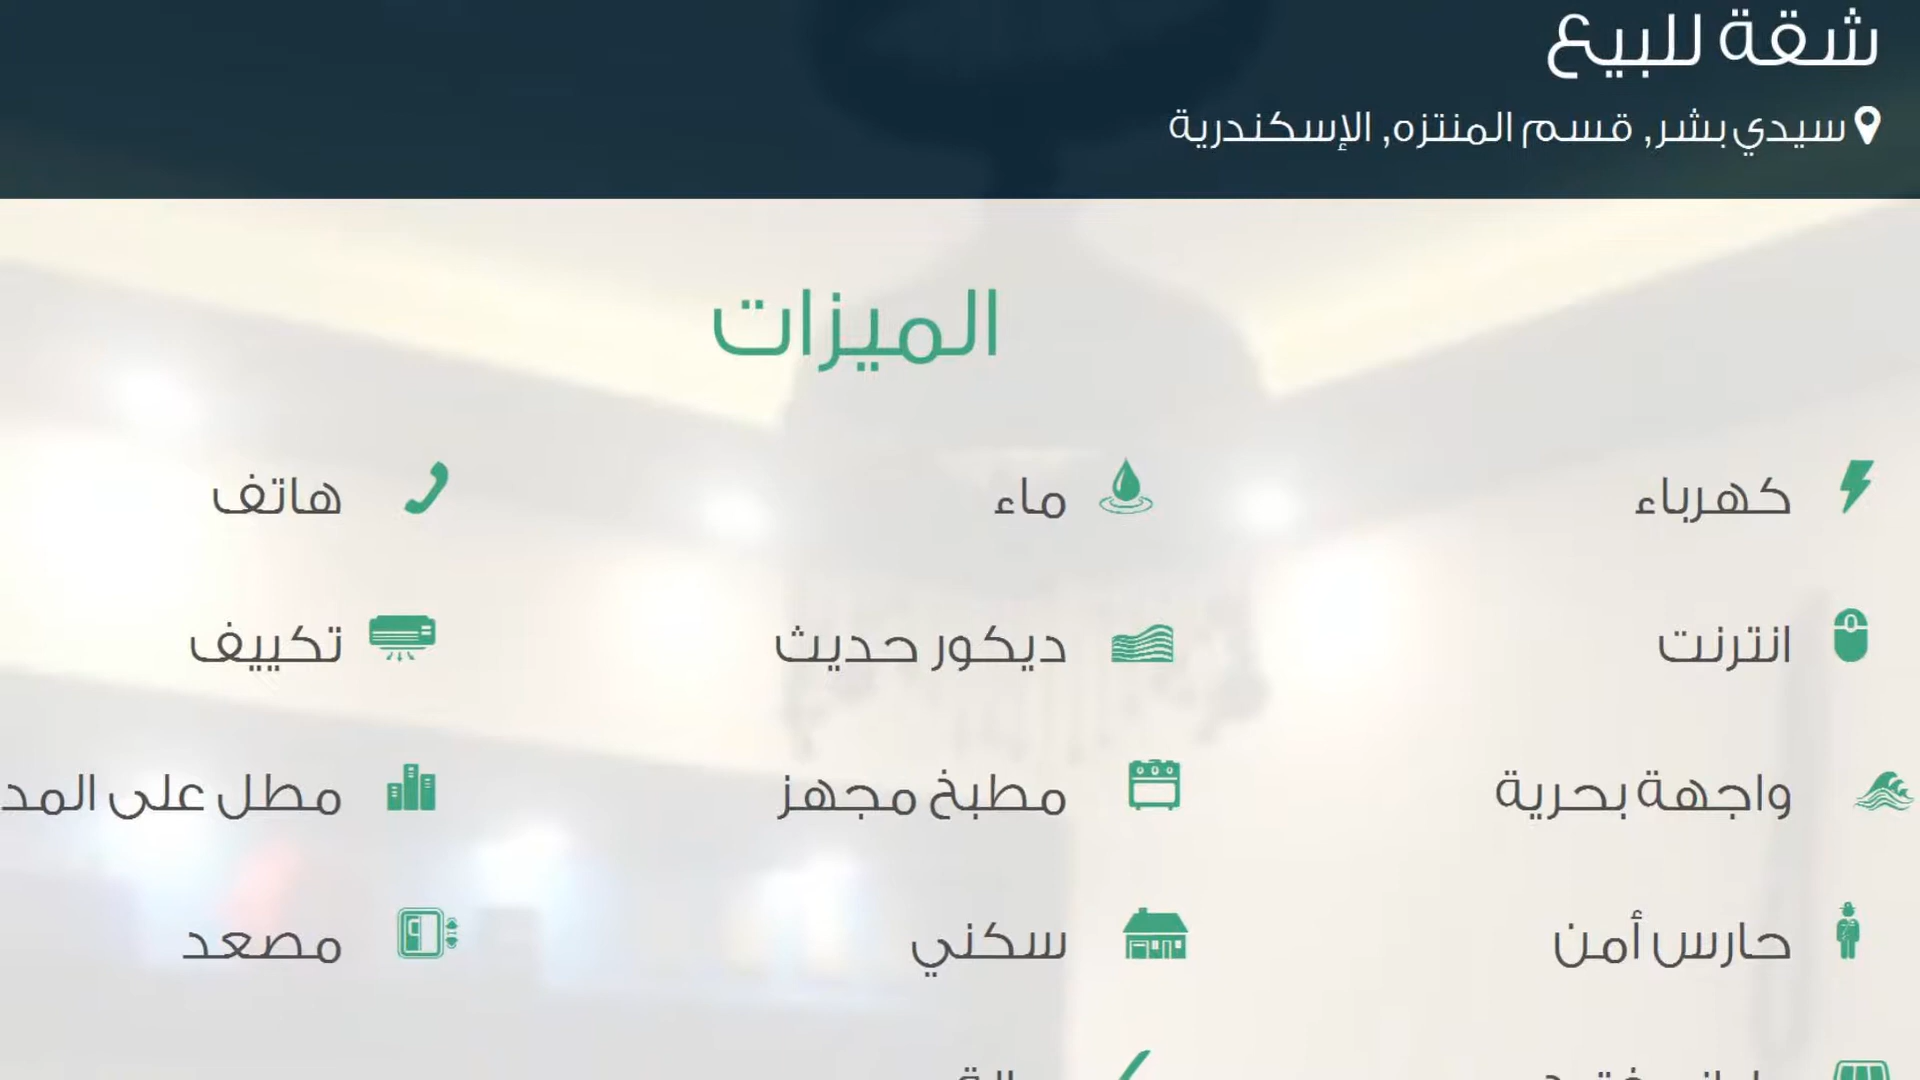 شقة للبيع
سيدي بشر, قسم المنتزه, الإسكندرية
الميزات
كهرباء
ماء
هاتف
انترنت
ديكور حديث
تكييف
واجهة بحرية
مطبخ مجهز
مطل على المد
حارس أمن
سكني
مصعد